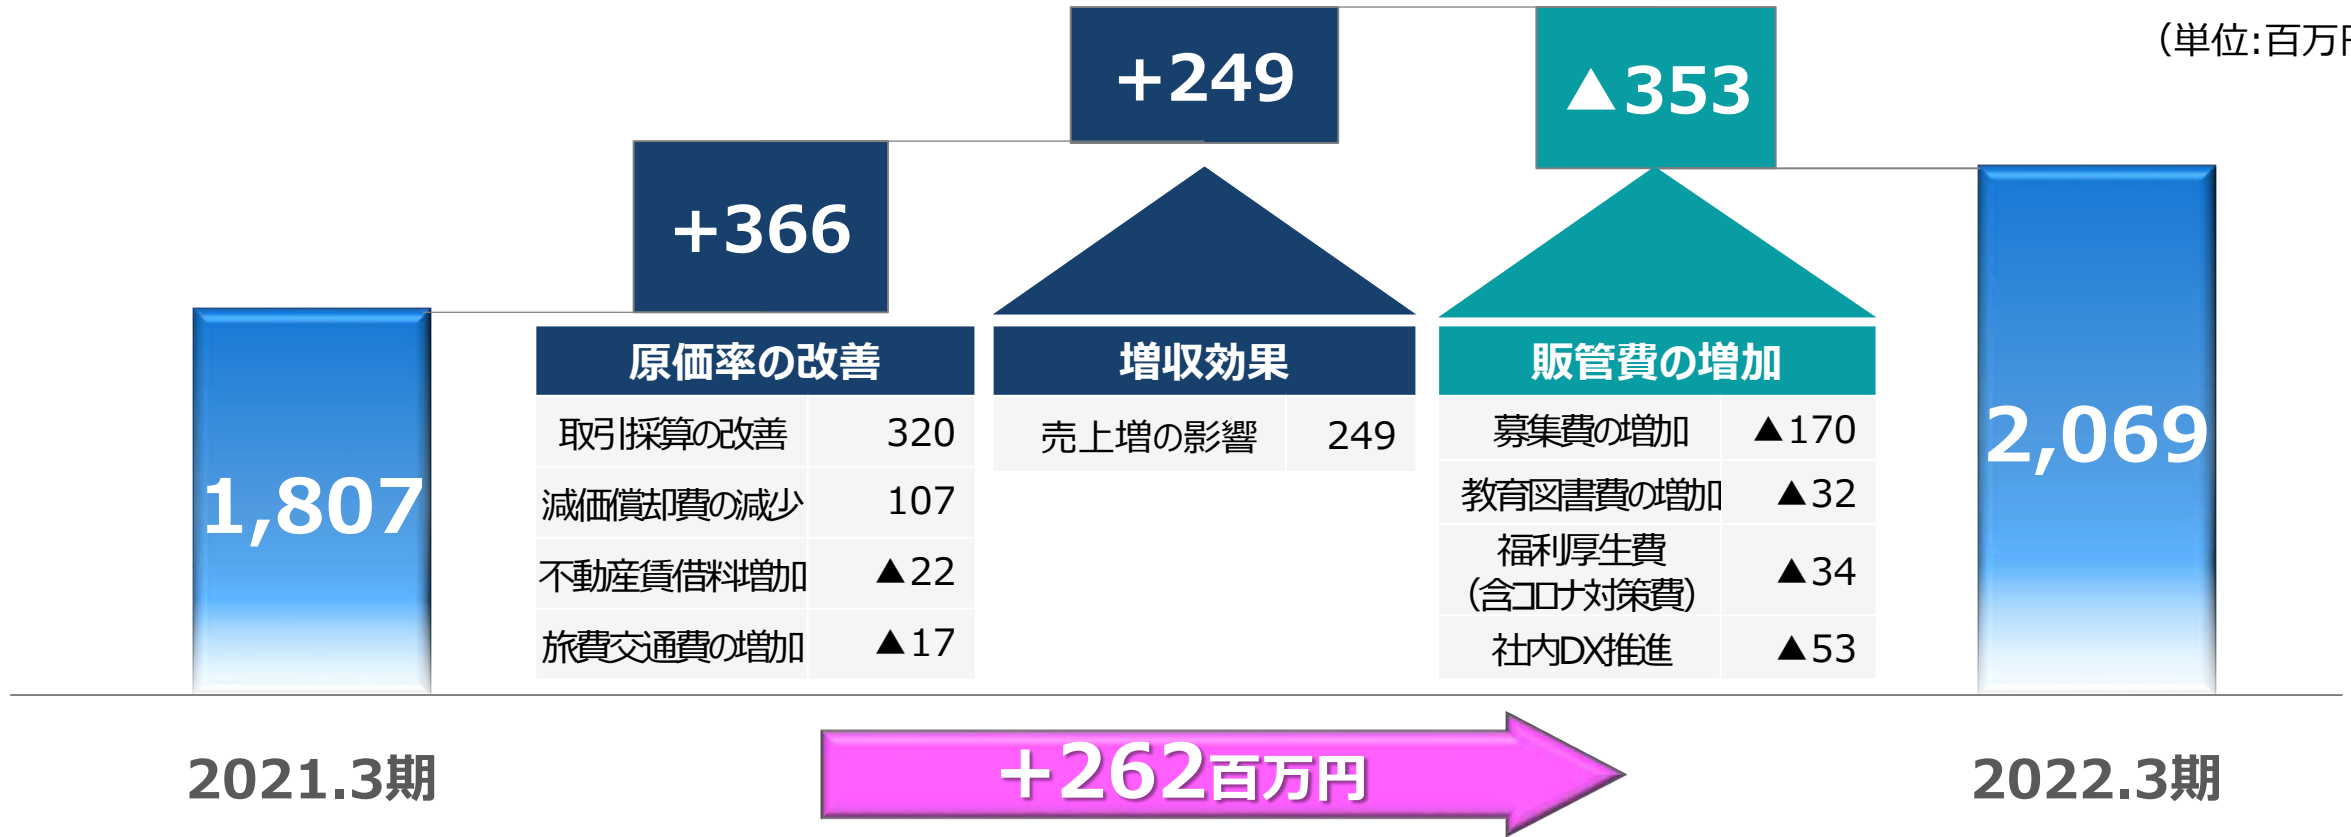 （単位:百万円
+249
▲353
+366
1,807
2,069
原価率の改善
取引採算の改善 320
減価償却費の減少 107
不動産賃借料増加 ▲22
旅費交通費の増加 ▲17
増収効果
売上増の影響 249
販管費の増加
募集費の増加 ▲170
教育図書費の増加 ▲32
福利厚生費
（含コロナ対策費） ▲34
社内DX推進 ▲53
2021.3期
+262百万円
2022.3期